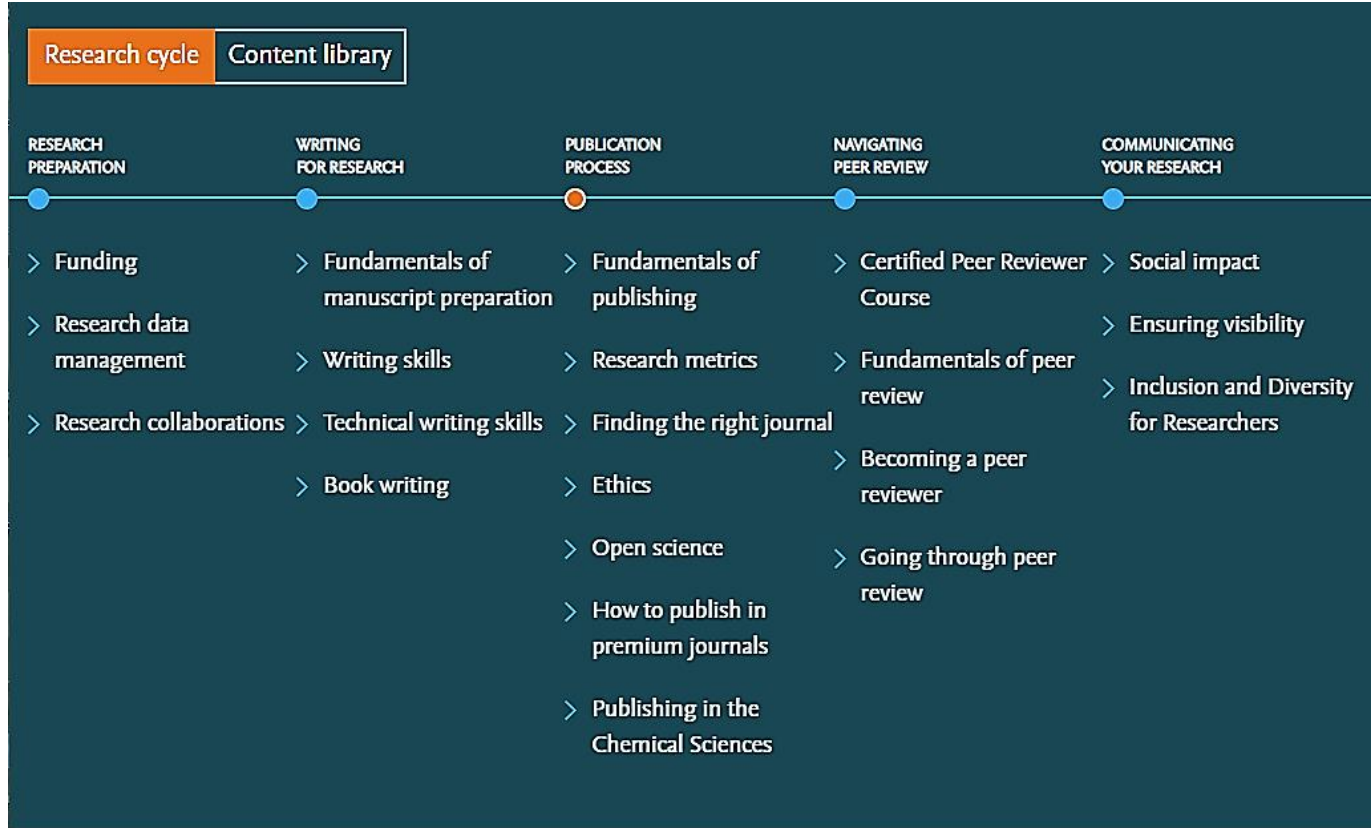 Research cycle
Content library
RESEARCH
PREPARATION
> Funding
> Research data
management
> Research collaborations
WRITING
FOR RESEARCH
> Fundamentals of
manuscript preparation
> Writing skills
> Technical writing skills
> Book writing
PUBLICATION
PROCESS
> Fundamentals of
publishing
> Research metrics
> Finding the right journal
> Ethics
> Open science
> How to publish in
premium journals
> Publishing in the
Chemical Sciences
NAVIGATING
PEER REVIEW
> Certified Peer Reviewer
Course
> Fundamentals of peer
review
> Becoming a peer
reviewer
> Going through peer
review
COMMUNICATING
YOUR RESEARCH
> Social impact
> Ensuring visibility
> Inclusion and Diversity
for Researchers